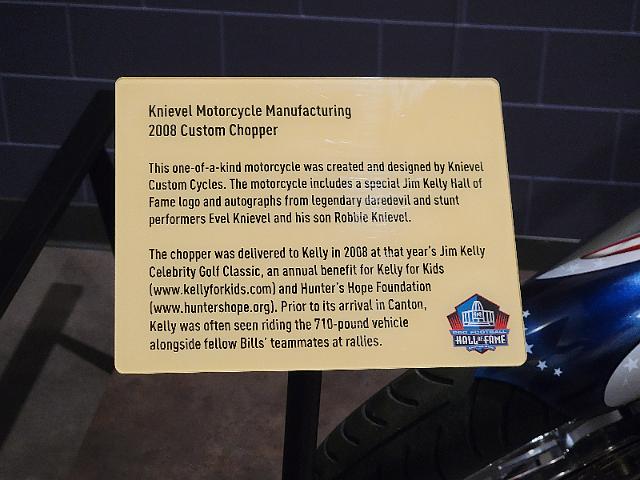 Knievel Motorcycle Manufacturing
2008 Custom Chopper
This one-of-a-kind motorcycle was created and designed by Knievel
Custom Cycles. The motorcycle includes a special Jim Kelly Hall of
Fame logo and autographs from legendary daredevil and stunt
performers Evel Knievel and his son Robbie Knievel.
The chopper was delivered to Kelly in 2008 at that year's Jim Kelly
Celebrity Golf Classic, an annual benefit for Kelly for Kids
(www.kellyforkids.com) and Hunter's Hope Foundation
(www.huntershope.org). Prior to its arrival in Canton,
Kelly was often seen riding the 710-pound vehicle
alongside fellow Bills' teammates at rallies.
PRO FOOTBALL
HALL OF FAME